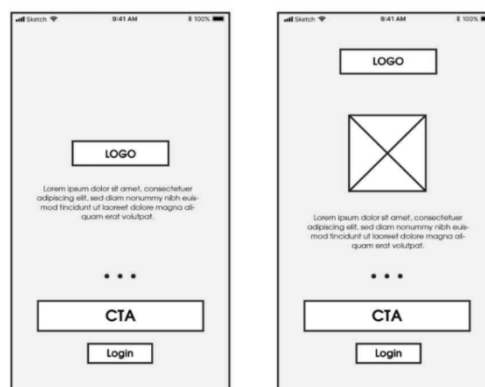 Sketch
9:41 AM
100%
LOGO
Lorem ipsum dolor sit amet, consectetuer
adipiscing elit, sed diam nonummy nibh euis-
mod tincidunt ut laoreet dolore magna ali-
quam erat volutpat.
CTA
Login
Sketch
9:41 AM
100%
LOGO
Lorem ipsum dolor sit amet, consectetuer
adipiscing elit, sed diam nonummy nibh euis-
mod tincidunt ut laoreet dolore magna ali-
quam erat volutpat.
CTA
Login